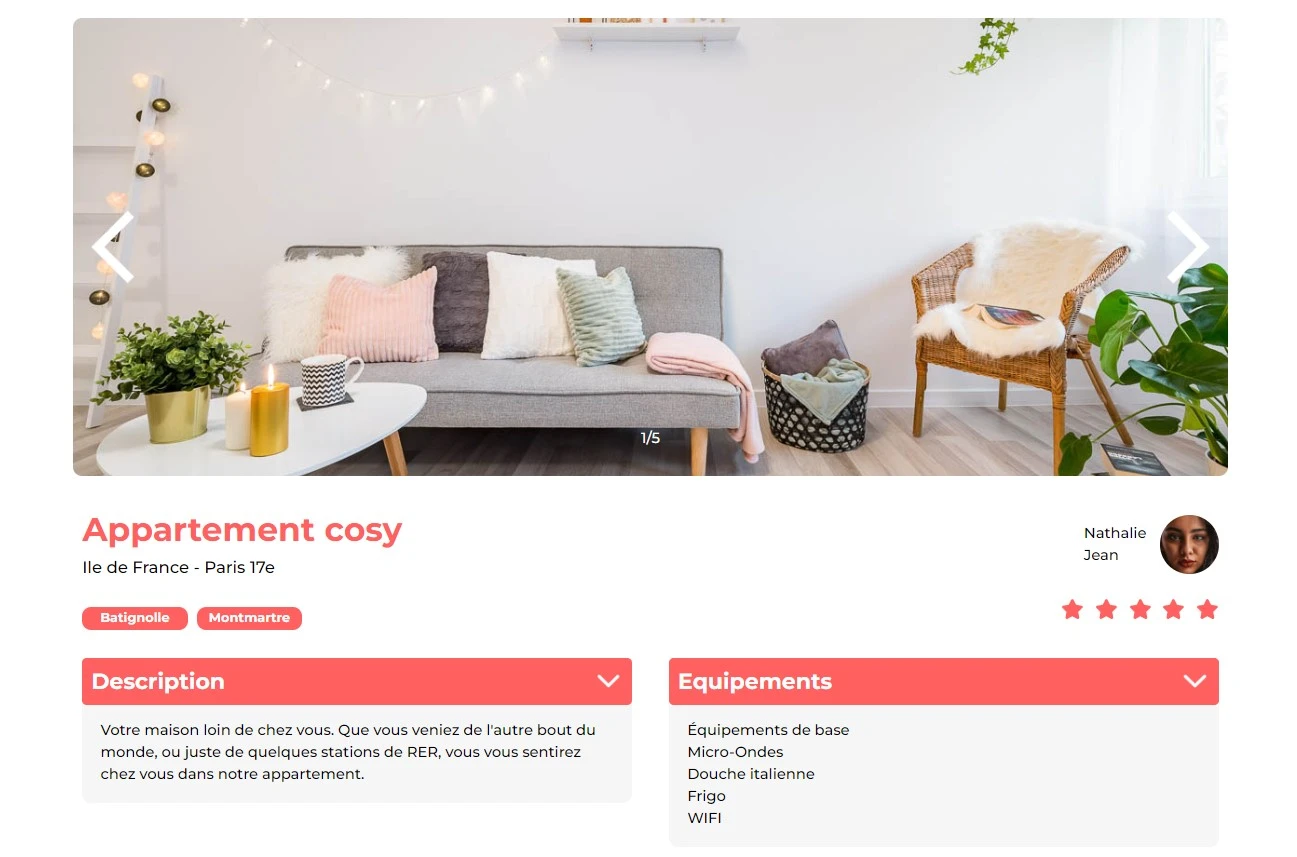 1/5
Appartement cosy
Ile de France - Paris 17e
Nathalie
Jean
Batignolle
Montmartre
Description
Votre maison loin de chez vous. Que vous veniez de l'autre bout du
monde, ou juste de quelques stations de RER, vous vous sentirez
chez vous dans notre appartement.
Equipements
Équipements de base
Micro-Ondes
Douche italienne
Frigo
WIFI